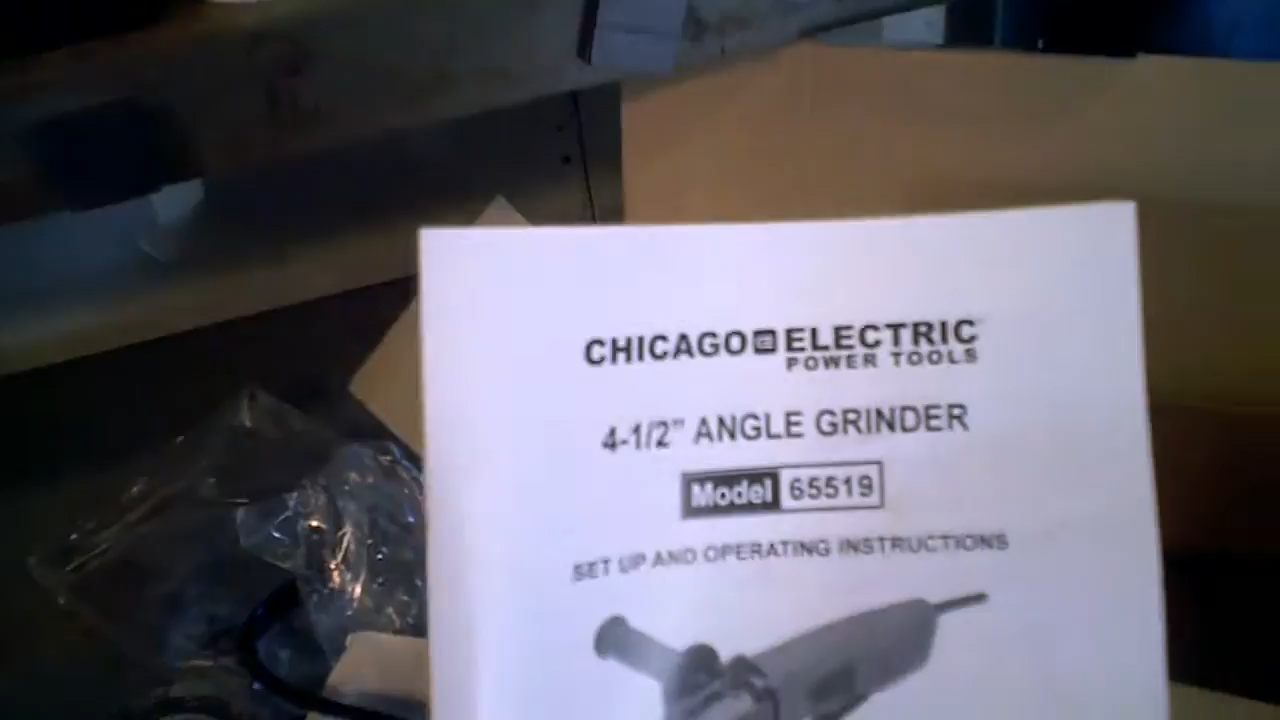 CHICAGO ELECTRIC
POWER TOOLS
4-1/2" ANGLE GRINDER
Model 65519
SET UP AND OPERATING INSTRUCTIONS